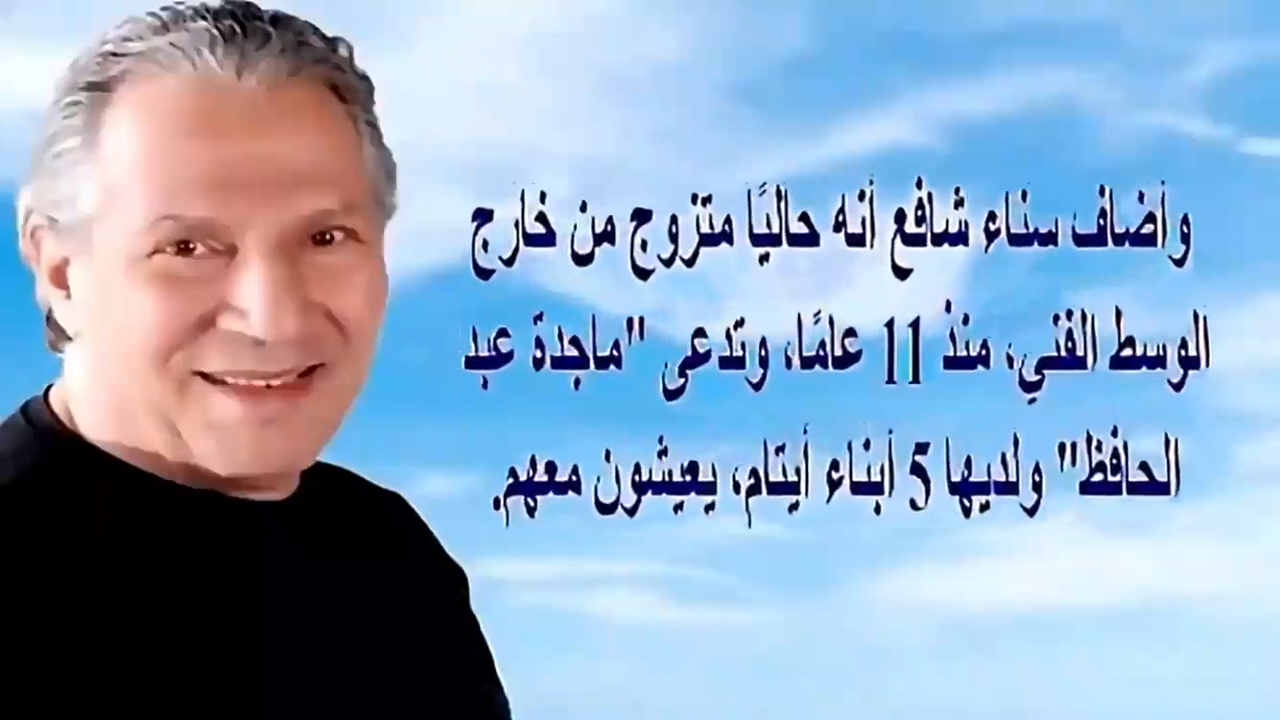 وأضاف سناء شافع أنه حاليًا متزوج من خارج
الوسط الفني، منذ 11 عامًا، وتدعى "ماجدة عبد
الحافظ" ولديها 5 أبناء أيتام، يعيشون معهم.